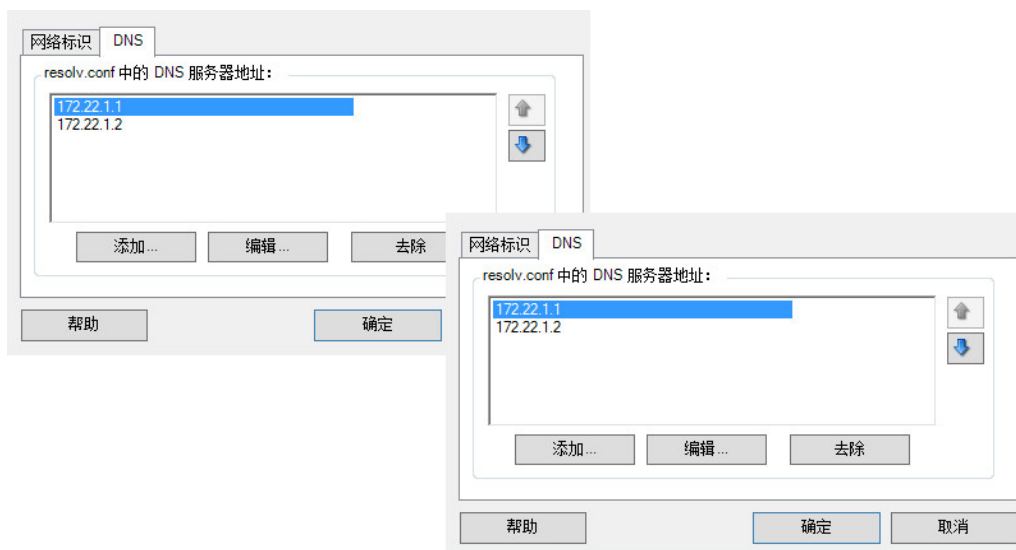 网络标识 DNS
resolv.conf 中的 DNS 服务器地址：
172.22.1.1
172.22.1.2
添加... 编辑... 去除
帮助 确定
网络标识 DNS
resolv.conf 中的 DNS 服务器地址：
172.22.1.1
172.22.1.2
添加... 编辑... 去除
帮助 确定 取消